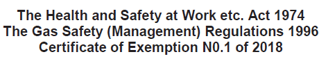 The Health and Safety at Work etc. Act 1974
The Gas Safety (Management) Regulations 1996
Certificate of Exemption N0.1 of 2018